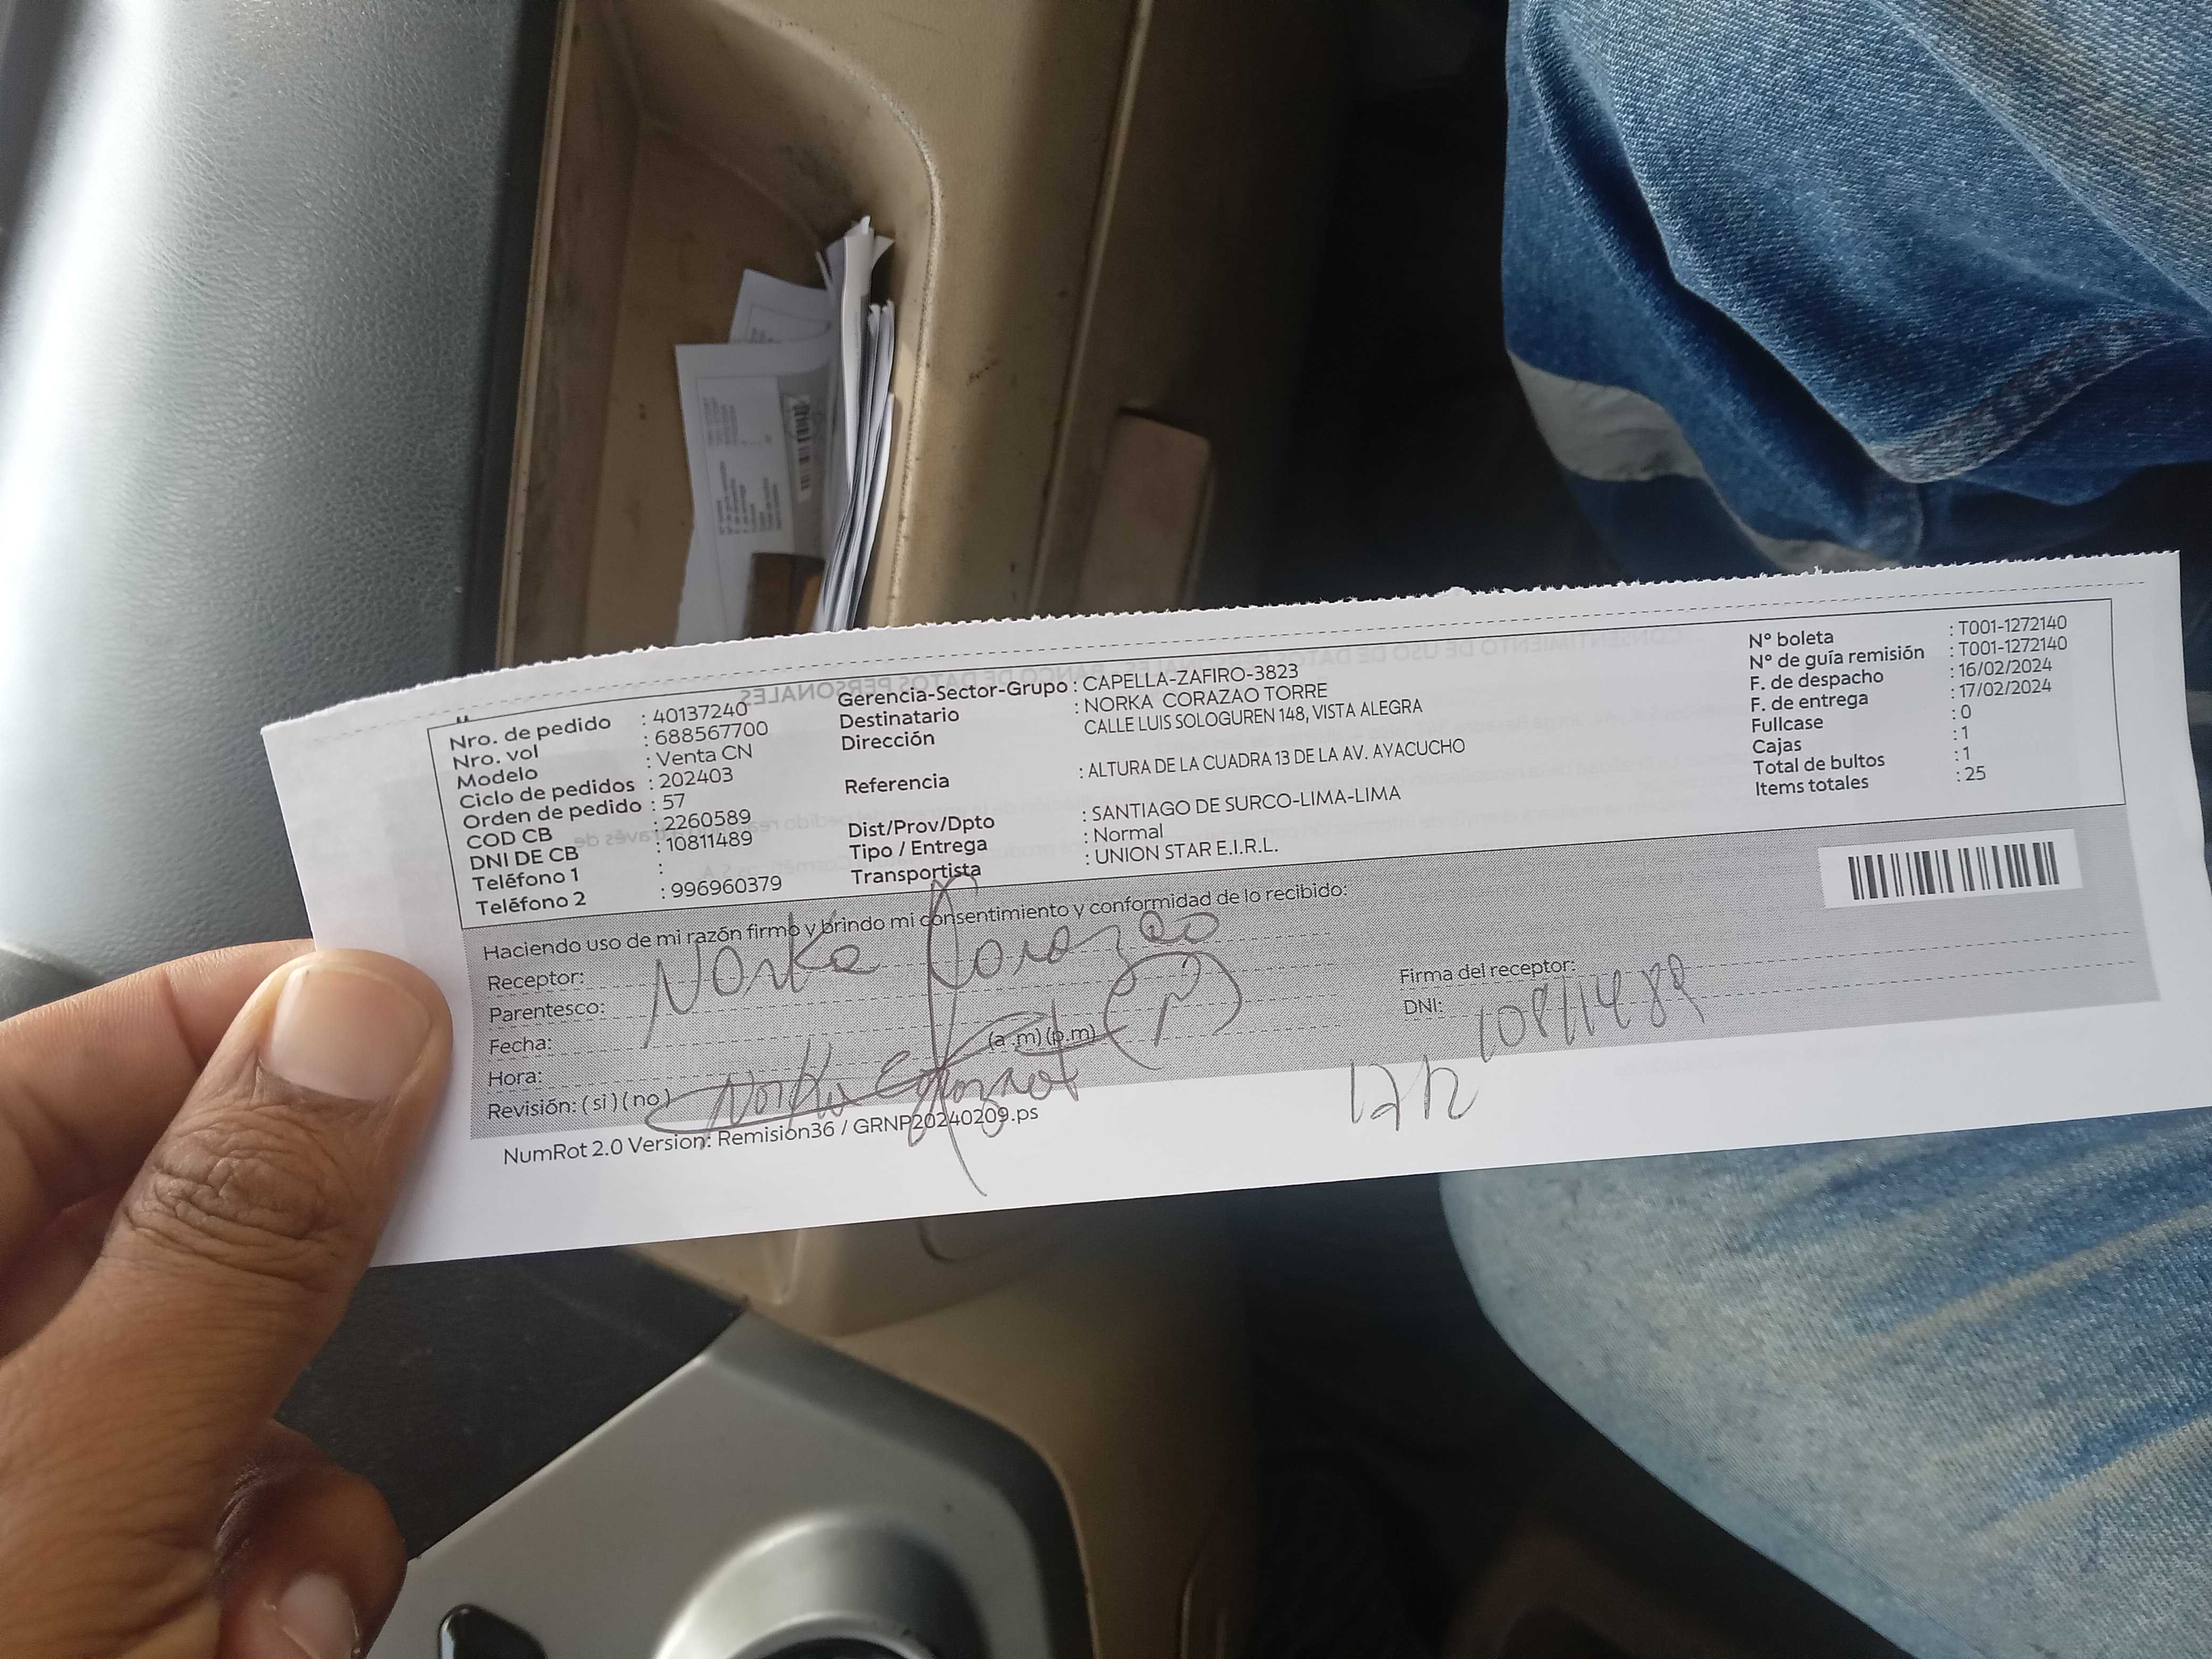 Nro. de pedido : 40137240
Nro. vol : 688567700
Modelo : Venta CN
Ciclo de pedidos : 202403
Orden de pedido : 57
COD CB : 2260589
DNI DE CB : 10811489
Teléfono 1 :
Teléfono 2 : 996960379
Gerencia-Sector-Grupo : CAPELLA-ZAFIRO-3823
Destinatario : NORKA CORAZAO TORRE
Dirección CALLE LUIS SOLOGUREN 148, VISTA ALEGRA
Referencia : ALTURA DE LA CUADRA 13 DE LA AV. AYACUCHO
Dist/Prov/Dpto : SANTIAGO DE SURCO-LIMA-LIMA
Tipo / Entrega : Normal
Transportista : UNION STAR E.I.R.L.
N° boleta : T001-1272140
N° de guía remisión : T001-1272140
F. de despacho : 16/02/2024
F. de entrega : 17/02/2024
Fullcase : 0
Cajas : 1
Total de bultos : 1
Items totales : 25
Haciendo uso de mi razón firmo y brindo mi consentimiento y conformidad de lo recibido:
Receptor: Norka Corazao
Parentesco:
Fecha:
Hora: (a .m) (p.m)
Revisión: ( si ) ( no ) Norka
Firma del receptor:
DNI: 10811489
NumRot 2.0 Version: Remision36 / GRNP20240209.ps